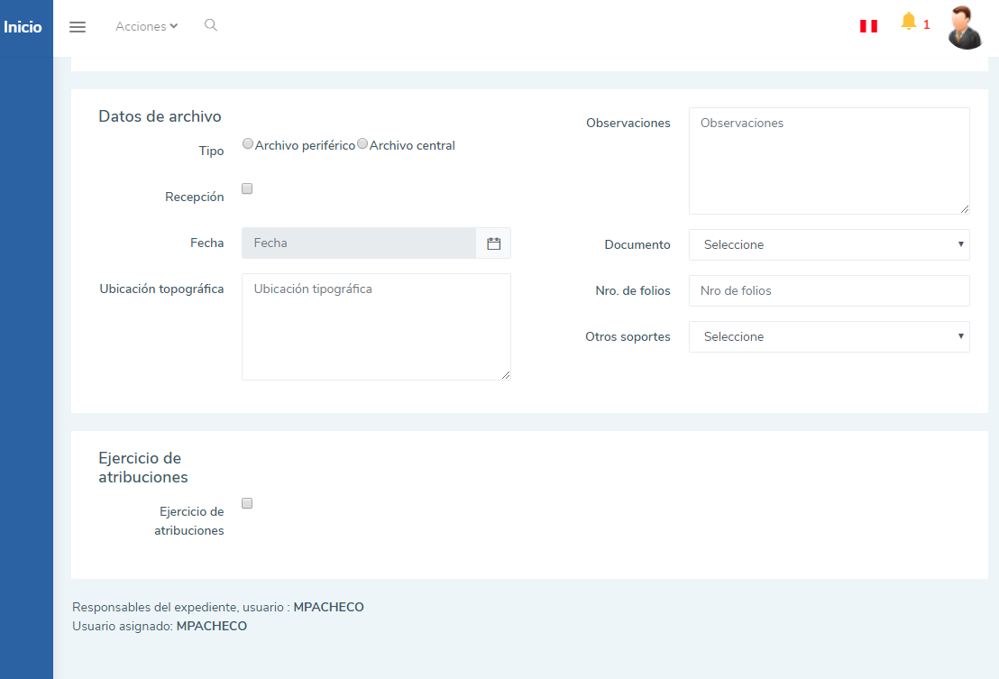 Inicio
Acciones
1
Datos de archivo
Tipo
Archivo periférico Archivo central
Recepción
Fecha
Fecha
Ubicación topográfica
Ubicación tipográfica
Observaciones
Observaciones
Documento
Seleccione
Nro. de folios
Nro de folios
Otros soportes
Seleccione
Ejercicio de
atribuciones
Ejercicio de
atribuciones
Responsables del expediente, usuario : MPACHECO
Usuario asignado: MPACHECO